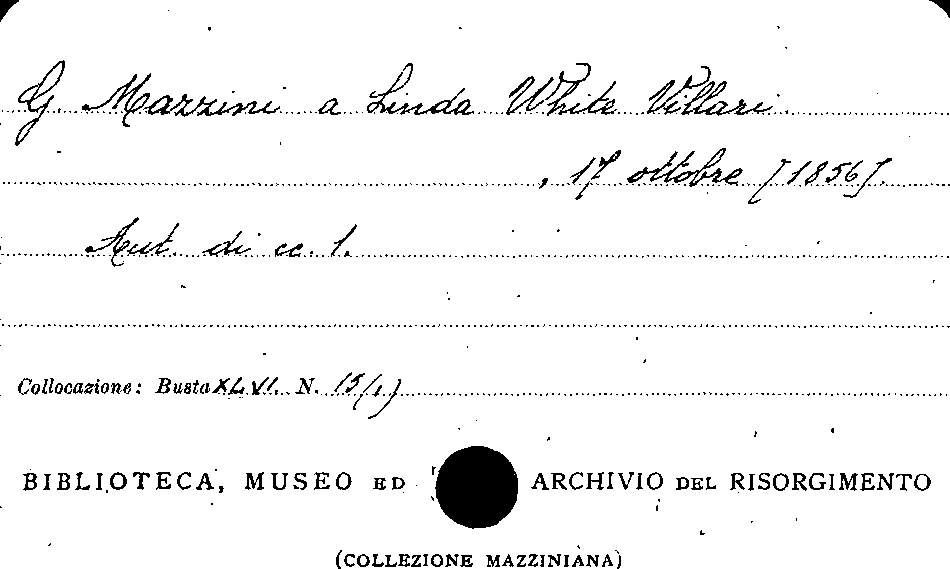 G. Mazzini a Linda White Villari
, 17 ottobre [1856].
Aut. di cc. 1.
Collocazione: Busta XLVI. N. 15(1)
BIBLIOTECA, MUSEO ED ARCHIVIO DEL RISORGIMENTO
(COLLEZIONE MAZZINIANA)